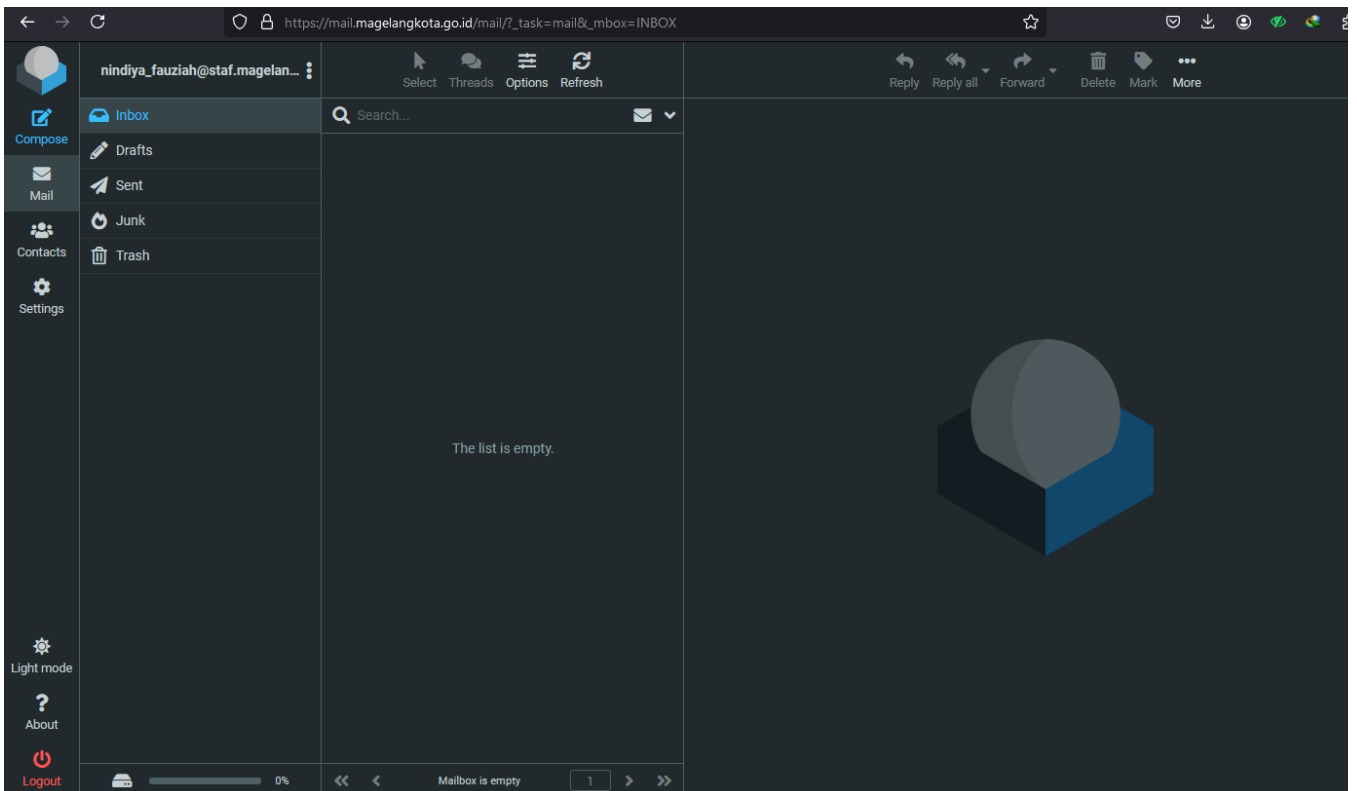 https://mail.magelangkota.go.id/mail/?_task=mail&_mbox=INBOX
nindiya_fauziah@staf.magelan...
Select Threads Options Refresh
Reply Reply all Forward Delete Mark More
Compose
Mail
Contacts
Settings
Light mode
About
Logout
Inbox
Drafts
Sent
Junk
Trash
0%
Search...
The list is empty.
Mailbox is empty 1